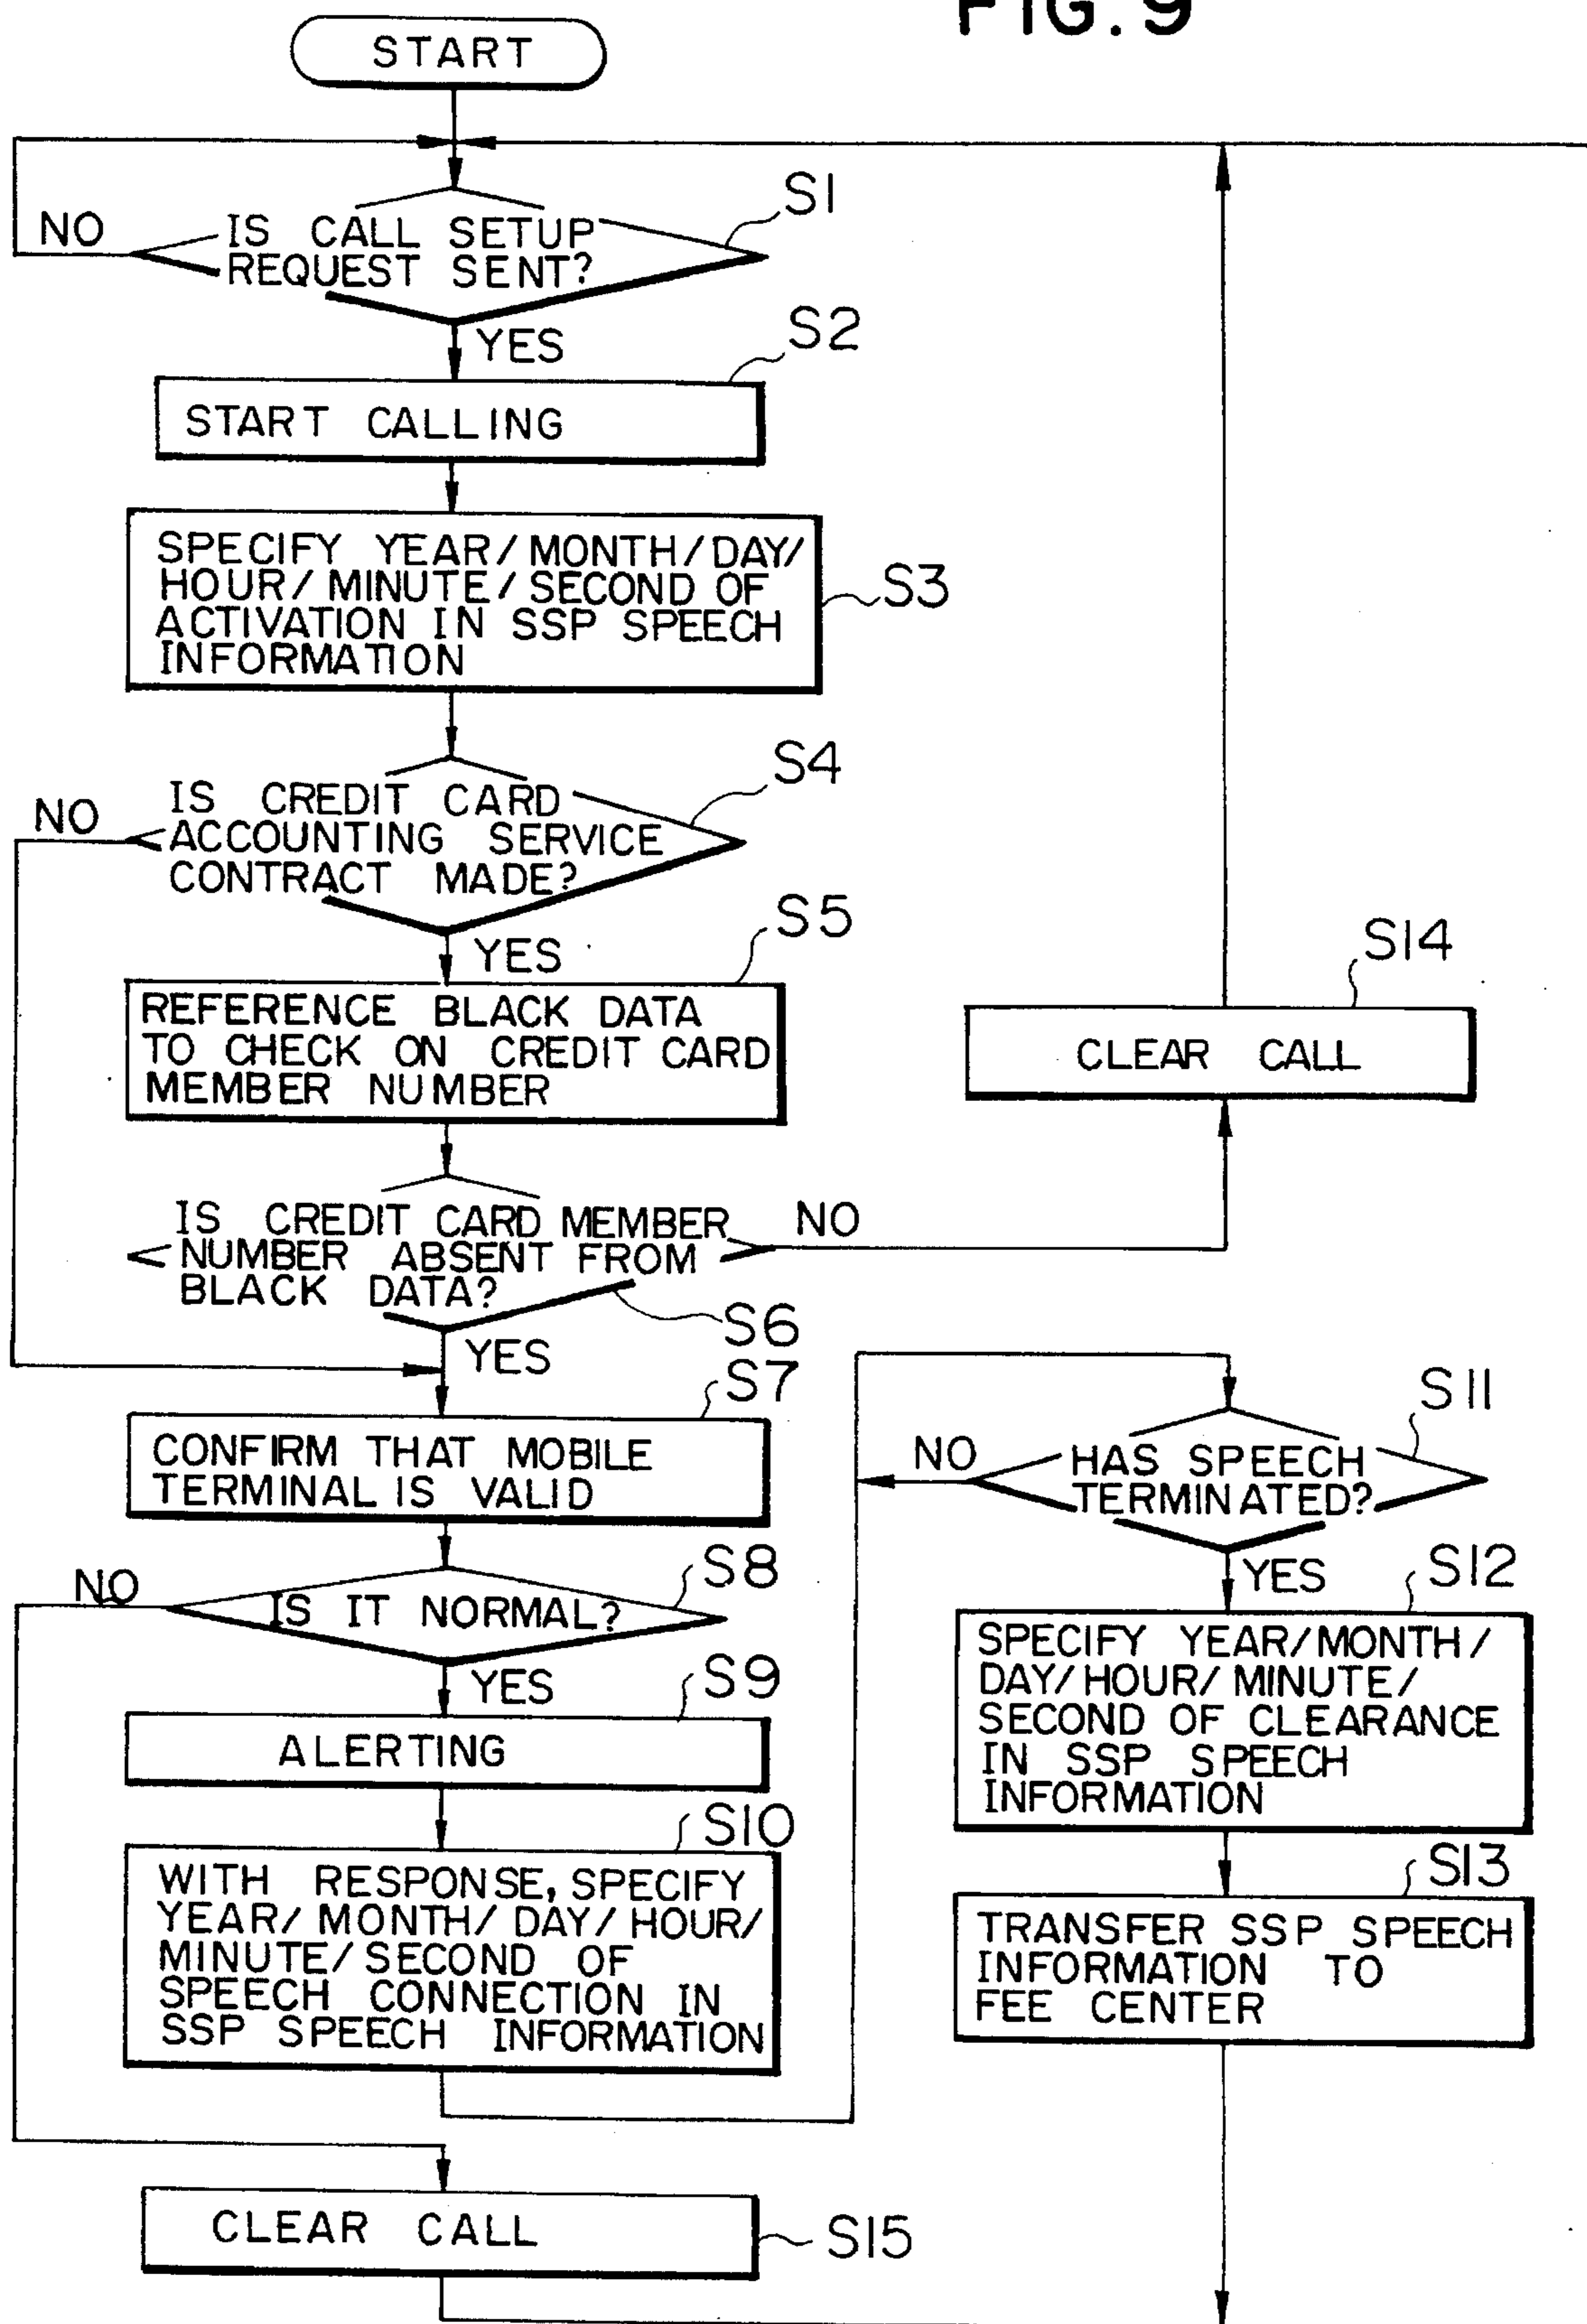 FIG. 9
START
S1
NO
IS CALL SETUP
REQUEST SENT?
YES
S2
START CALLING
SPECIFY YEAR/MONTH/DAY/
HOUR/MINUTE/SECOND OF
ACTIVATION IN SSP SPEECH
INFORMATION
S3
S4
NO
IS CREDIT CARD
ACCOUNTING SERVICE
CONTRACT MADE?
YES
S5
REFERENCE BLACK DATA
TO CHECK ON CREDIT CARD
MEMBER NUMBER
S14
CLEAR CALL
IS CREDIT CARD MEMBER
NUMBER ABSENT FROM
BLACK DATA?
NO
S6
YES
S7
CONFIRM THAT MOBILE
TERMINAL IS VALID
S8
NO
IS IT NORMAL?
YES
S9
ALERTING
S10
WITH RESPONSE, SPECIFY
YEAR/MONTH/DAY/HOUR/
MINUTE/SECOND OF
SPEECH CONNECTION IN
SSP SPEECH INFORMATION
S11
NO
HAS SPEECH
TERMINATED?
YES
S12
SPECIFY YEAR/MONTH/
DAY/HOUR/MINUTE/
SECOND OF CLEARANCE
IN SSP SPEECH
INFORMATION
S13
TRANSFER SSP SPEECH
INFORMATION TO
FEE CENTER
CLEAR CALL
S15